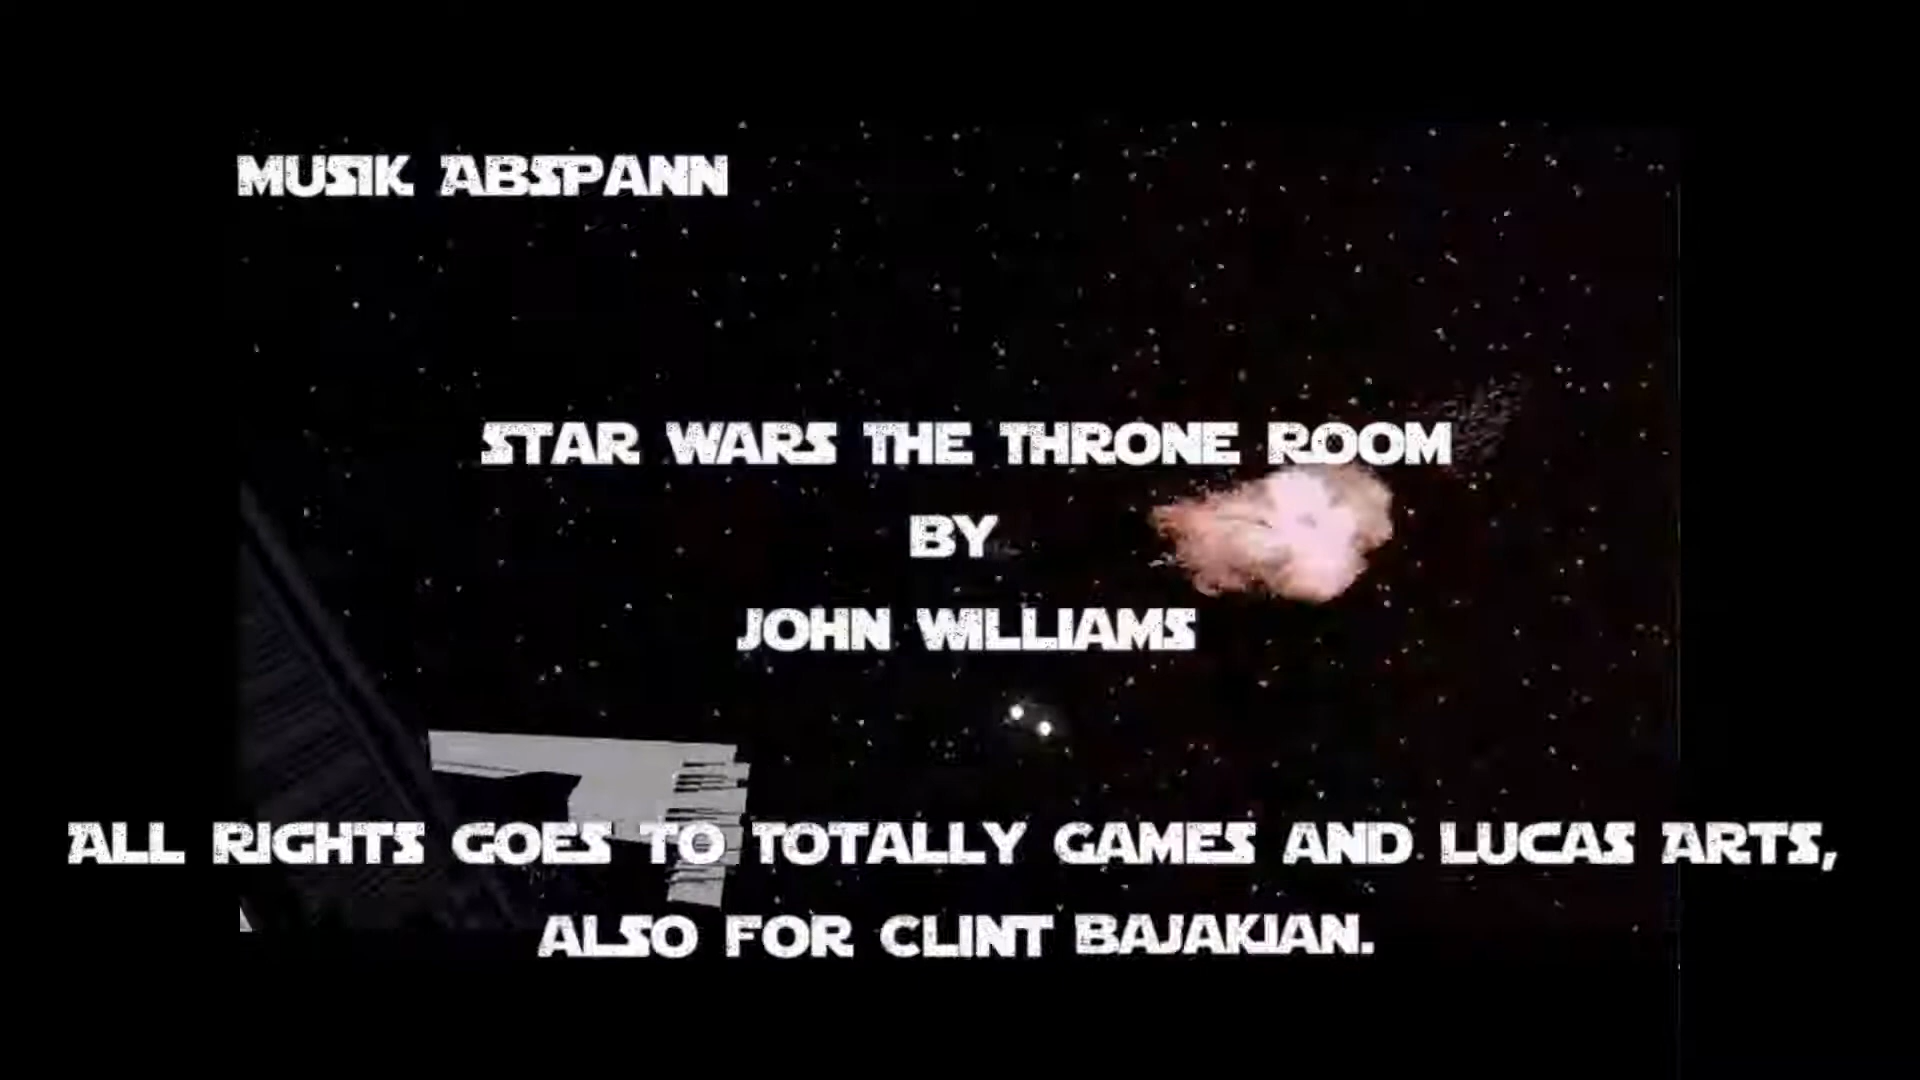 MUSIK ABSPANN
STAR WARS THE THRONE ROOM
BY
JOHN WILLIAMS
ALL RIGHTS GOES TO TOTALLY GAMES AND LUCAS ARTS,
ALSO FOR CLINT BAJAKIAN.